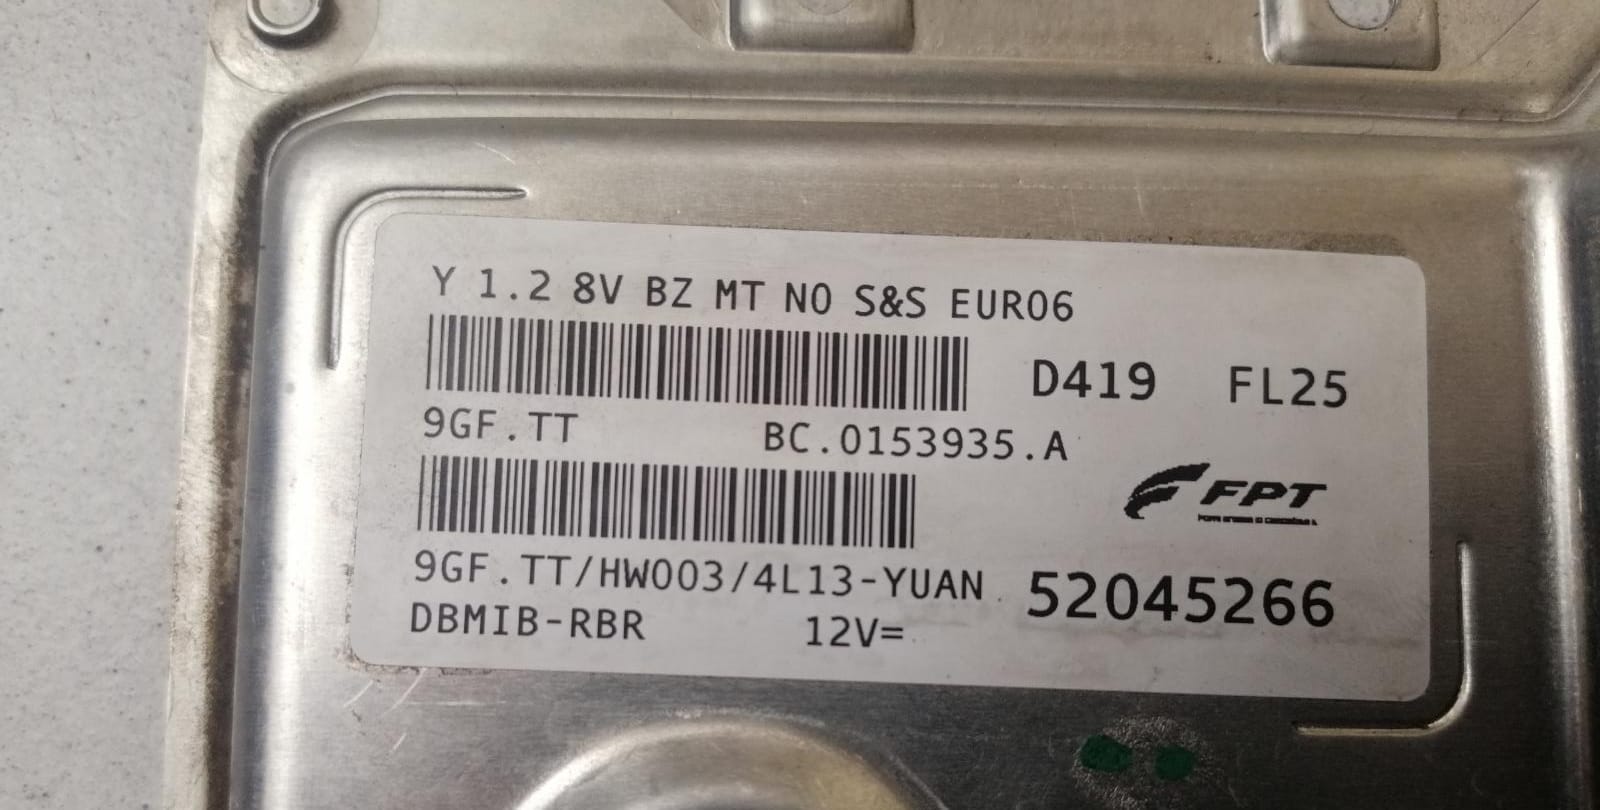 Y 1.2 8V BZ MT NO S&S EURO6
D419 FL25
9GF.TT BC.0153935.A
FPT
9GF.TT/HW003/4L13-YUAN 52045266
DBMIB-RBR 12V=